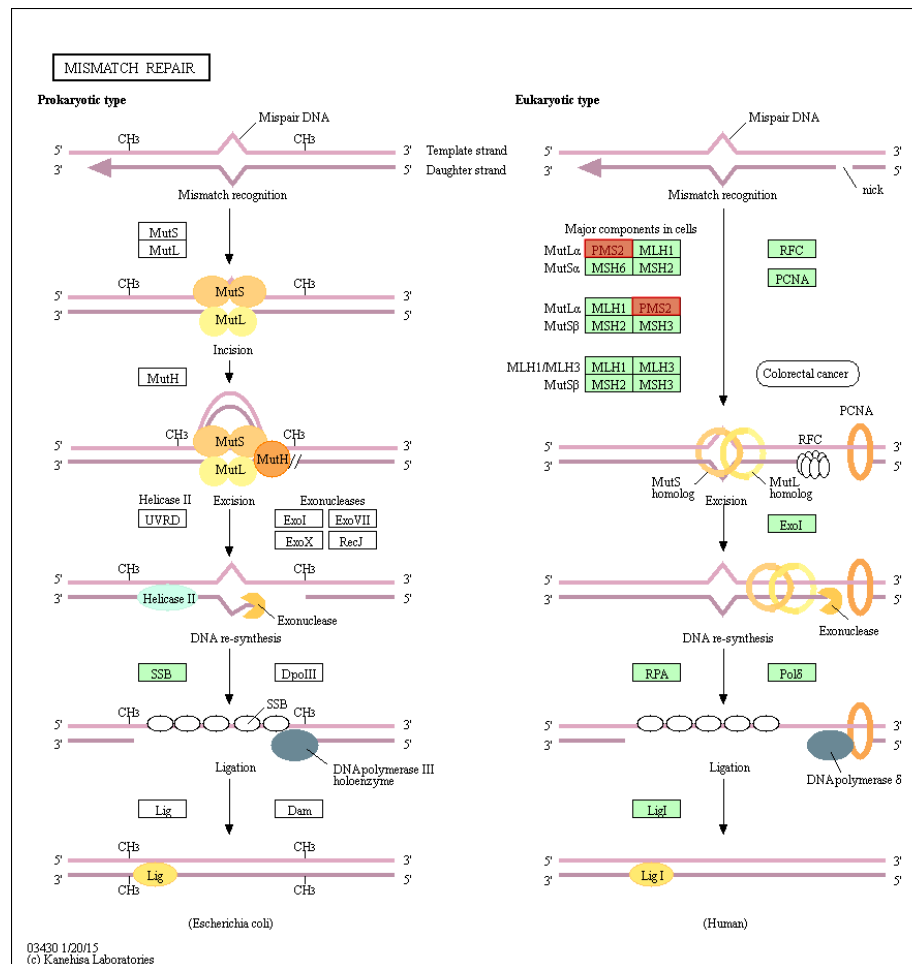 MISMATCH REPAIR
Prokaryotic type
CH3
Mispair DNA
CH3
5'
3'
Template strand
3'
5'
Daughter strand
Mismatch recognition
MutS
MutL
CH3
CH3
5'
3'
MutS
3'
5'
MutL
Incision
MutH
CH3
CH3
5'
3'
MutS
3'
5'
MutL
MutH
Helicase II
Excision
Exonucleases
UVRD
ExoI
ExoVII
ExoX
RecJ
CH3
CH3
5'
3'
3'
5'
Helicase II
Exonuclease
DNA re-synthesis
SSB
DpoIII
SSB
CH3
CH3
5'
3'
3'
5'
DNA polymerase III
holoenzyme
Ligation
Lig
Dam
CH3
CH3
5'
3'
3'
5'
Lig
CH3
CH3
(Escherichia coli)
Eukaryotic type
Mispair DNA
5'
3'
3'
5'
nick
Mismatch recognition
Major components in cells
MutLα PMS2 MLH1
MutSα MSH6 MSH2
RFC
PCNA
MutLα MLH1 PMS2
MutSβ MSH2 MSH3
MLH1/MLH3 MLH1 MLH3
MutSβ MSH2 MSH3
Colorectal cancer
PCNA
RFC
5'
3'
3'
5'
MutS
homolog
MutL
homolog
Excision
ExoI
5'
3'
3'
5'
Exonuclease
DNA re-synthesis
RPA
Polδ
5'
3'
3'
5'
DNA polymerase δ
Ligation
LigI
5'
3'
3'
5'
Lig I
(Human)
03430 1/20/15
(c) Kanehisa Laboratories